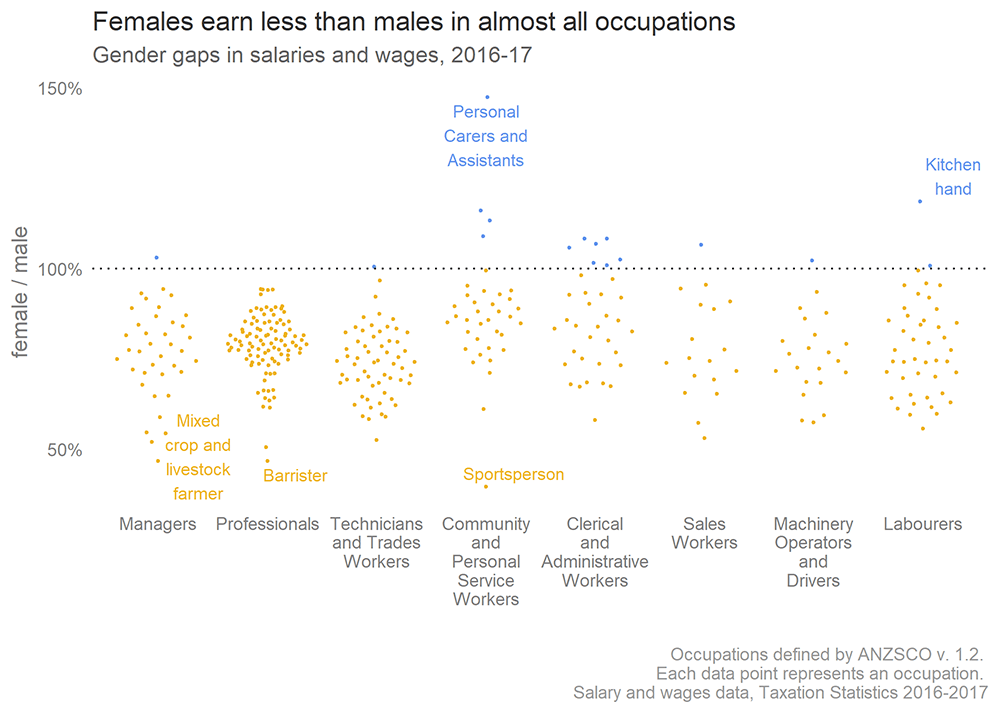 Females earn less than males in almost all occupations
Gender gaps in salaries and wages, 2016-17
150%
100%
50%
female / male
Personal
Carers and
Assistants
Kitchen
hand
Mixed
crop and
livestock
farmer
Barrister
Sportsperson
Managers
Professionals
Technicians
and Trades
Workers
Community
and
Personal
Service
Workers
Clerical
and
Administrative
Workers
Sales
Workers
Machinery
Operators
and
Drivers
Labourers
Occupations defined by ANZSCO v. 1.2.
Each data point represents an occupation.
Salary and wages data, Taxation Statistics 2016-2017